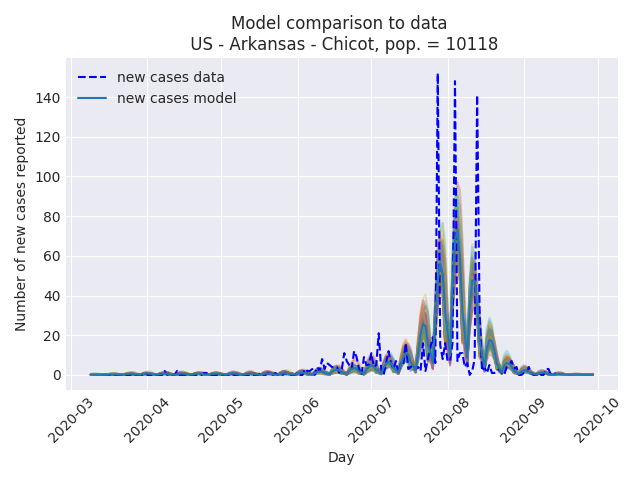 Model comparison to data
US - Arkansas - Chicot, pop. = 10118
new cases data
new cases model
Number of new cases reported
140
120
100
80
60
40
20
0
2020-03
2020-04
2020-05
2020-06
2020-07
2020-08
2020-09
2020-10
Day